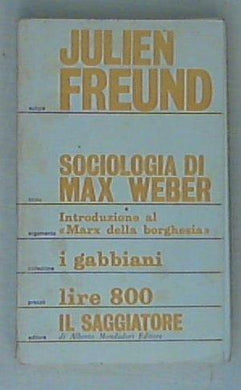 JULIEN
FREUND
autore
SOCIOLOGIA DI
MAX WEBER
titolo
Introduzione al
argomento «Marx della borghesia»
i gabbiani
collezione
lire 800
prezzo
IL SAGGIATORE
editore di Alberto Mondadori Editore